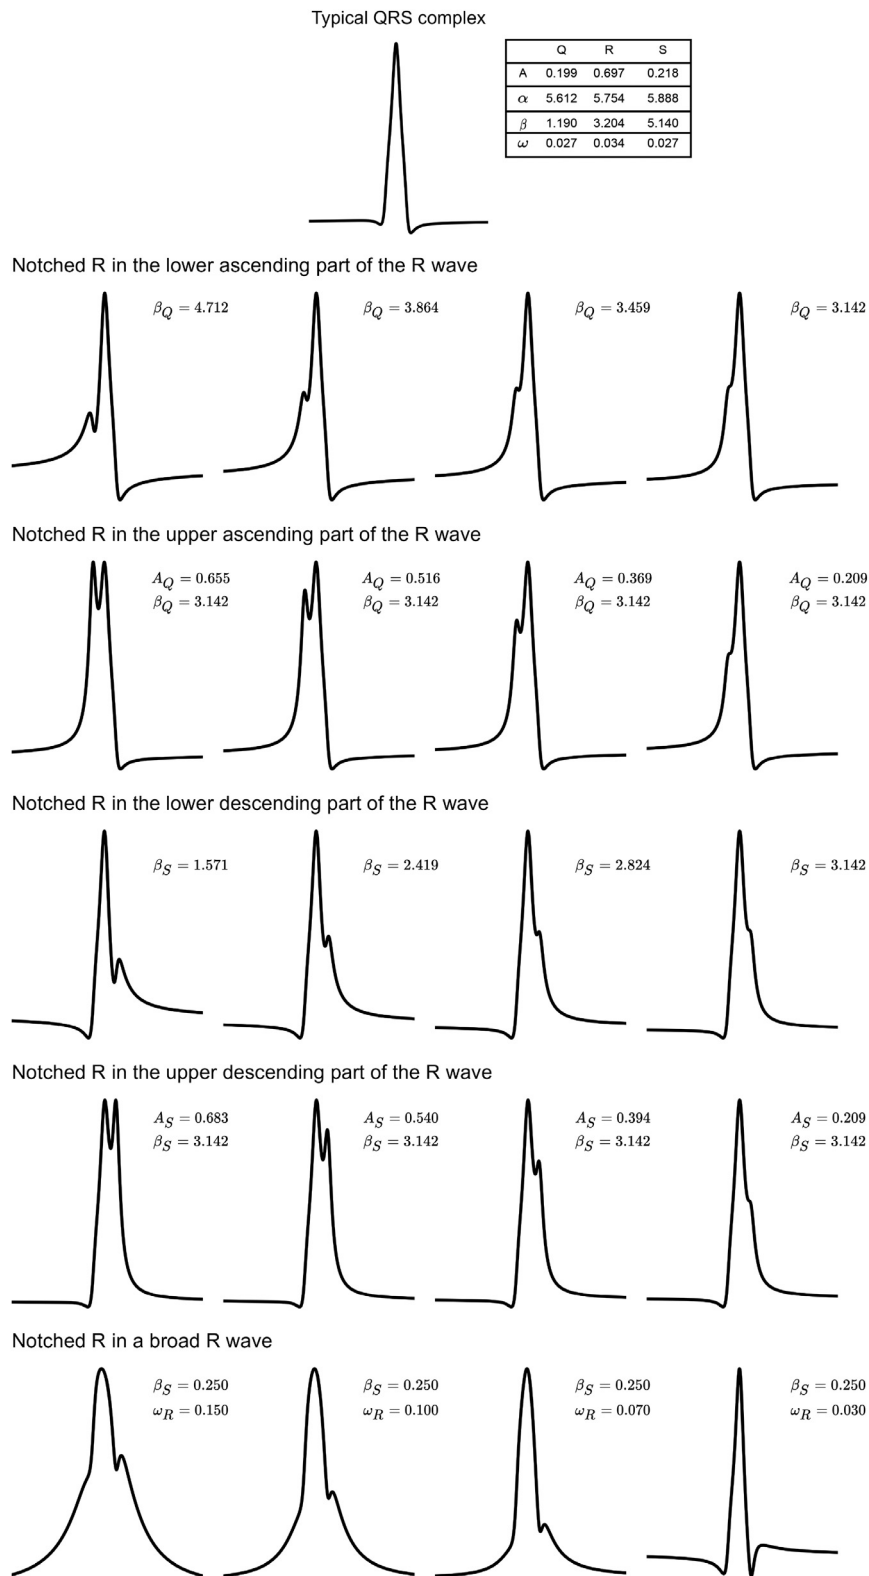 Typical QRS complex
Q R S
A 0.199 0.697 0.218
α 5.612 5.754 5.888
β 1.190 3.204 5.140
ω 0.027 0.034 0.027
Notched R in the lower ascending part of the R wave
β_Q = 4.712 β_Q = 3.864 β_Q = 3.459 β_Q = 3.142
Notched R in the upper ascending part of the R wave
A_Q = 0.655 A_Q = 0.516 A_Q = 0.369 A_Q = 0.209
β_Q = 3.142 β_Q = 3.142 β_Q = 3.142 β_Q = 3.142
Notched R in the lower descending part of the R wave
β_S = 1.571 β_S = 2.419 β_S = 2.824 β_S = 3.142
Notched R in the upper descending part of the R wave
A_S = 0.683 A_S = 0.540 A_S = 0.394 A_S = 0.209
β_S = 3.142 β_S = 3.142 β_S = 3.142 β_S = 3.142
Notched R in a broad R wave
β_S = 0.250 β_S = 0.250 β_S = 0.250 β_S = 0.250
ω_R = 0.150 ω_R = 0.100 ω_R = 0.070 ω_R = 0.030